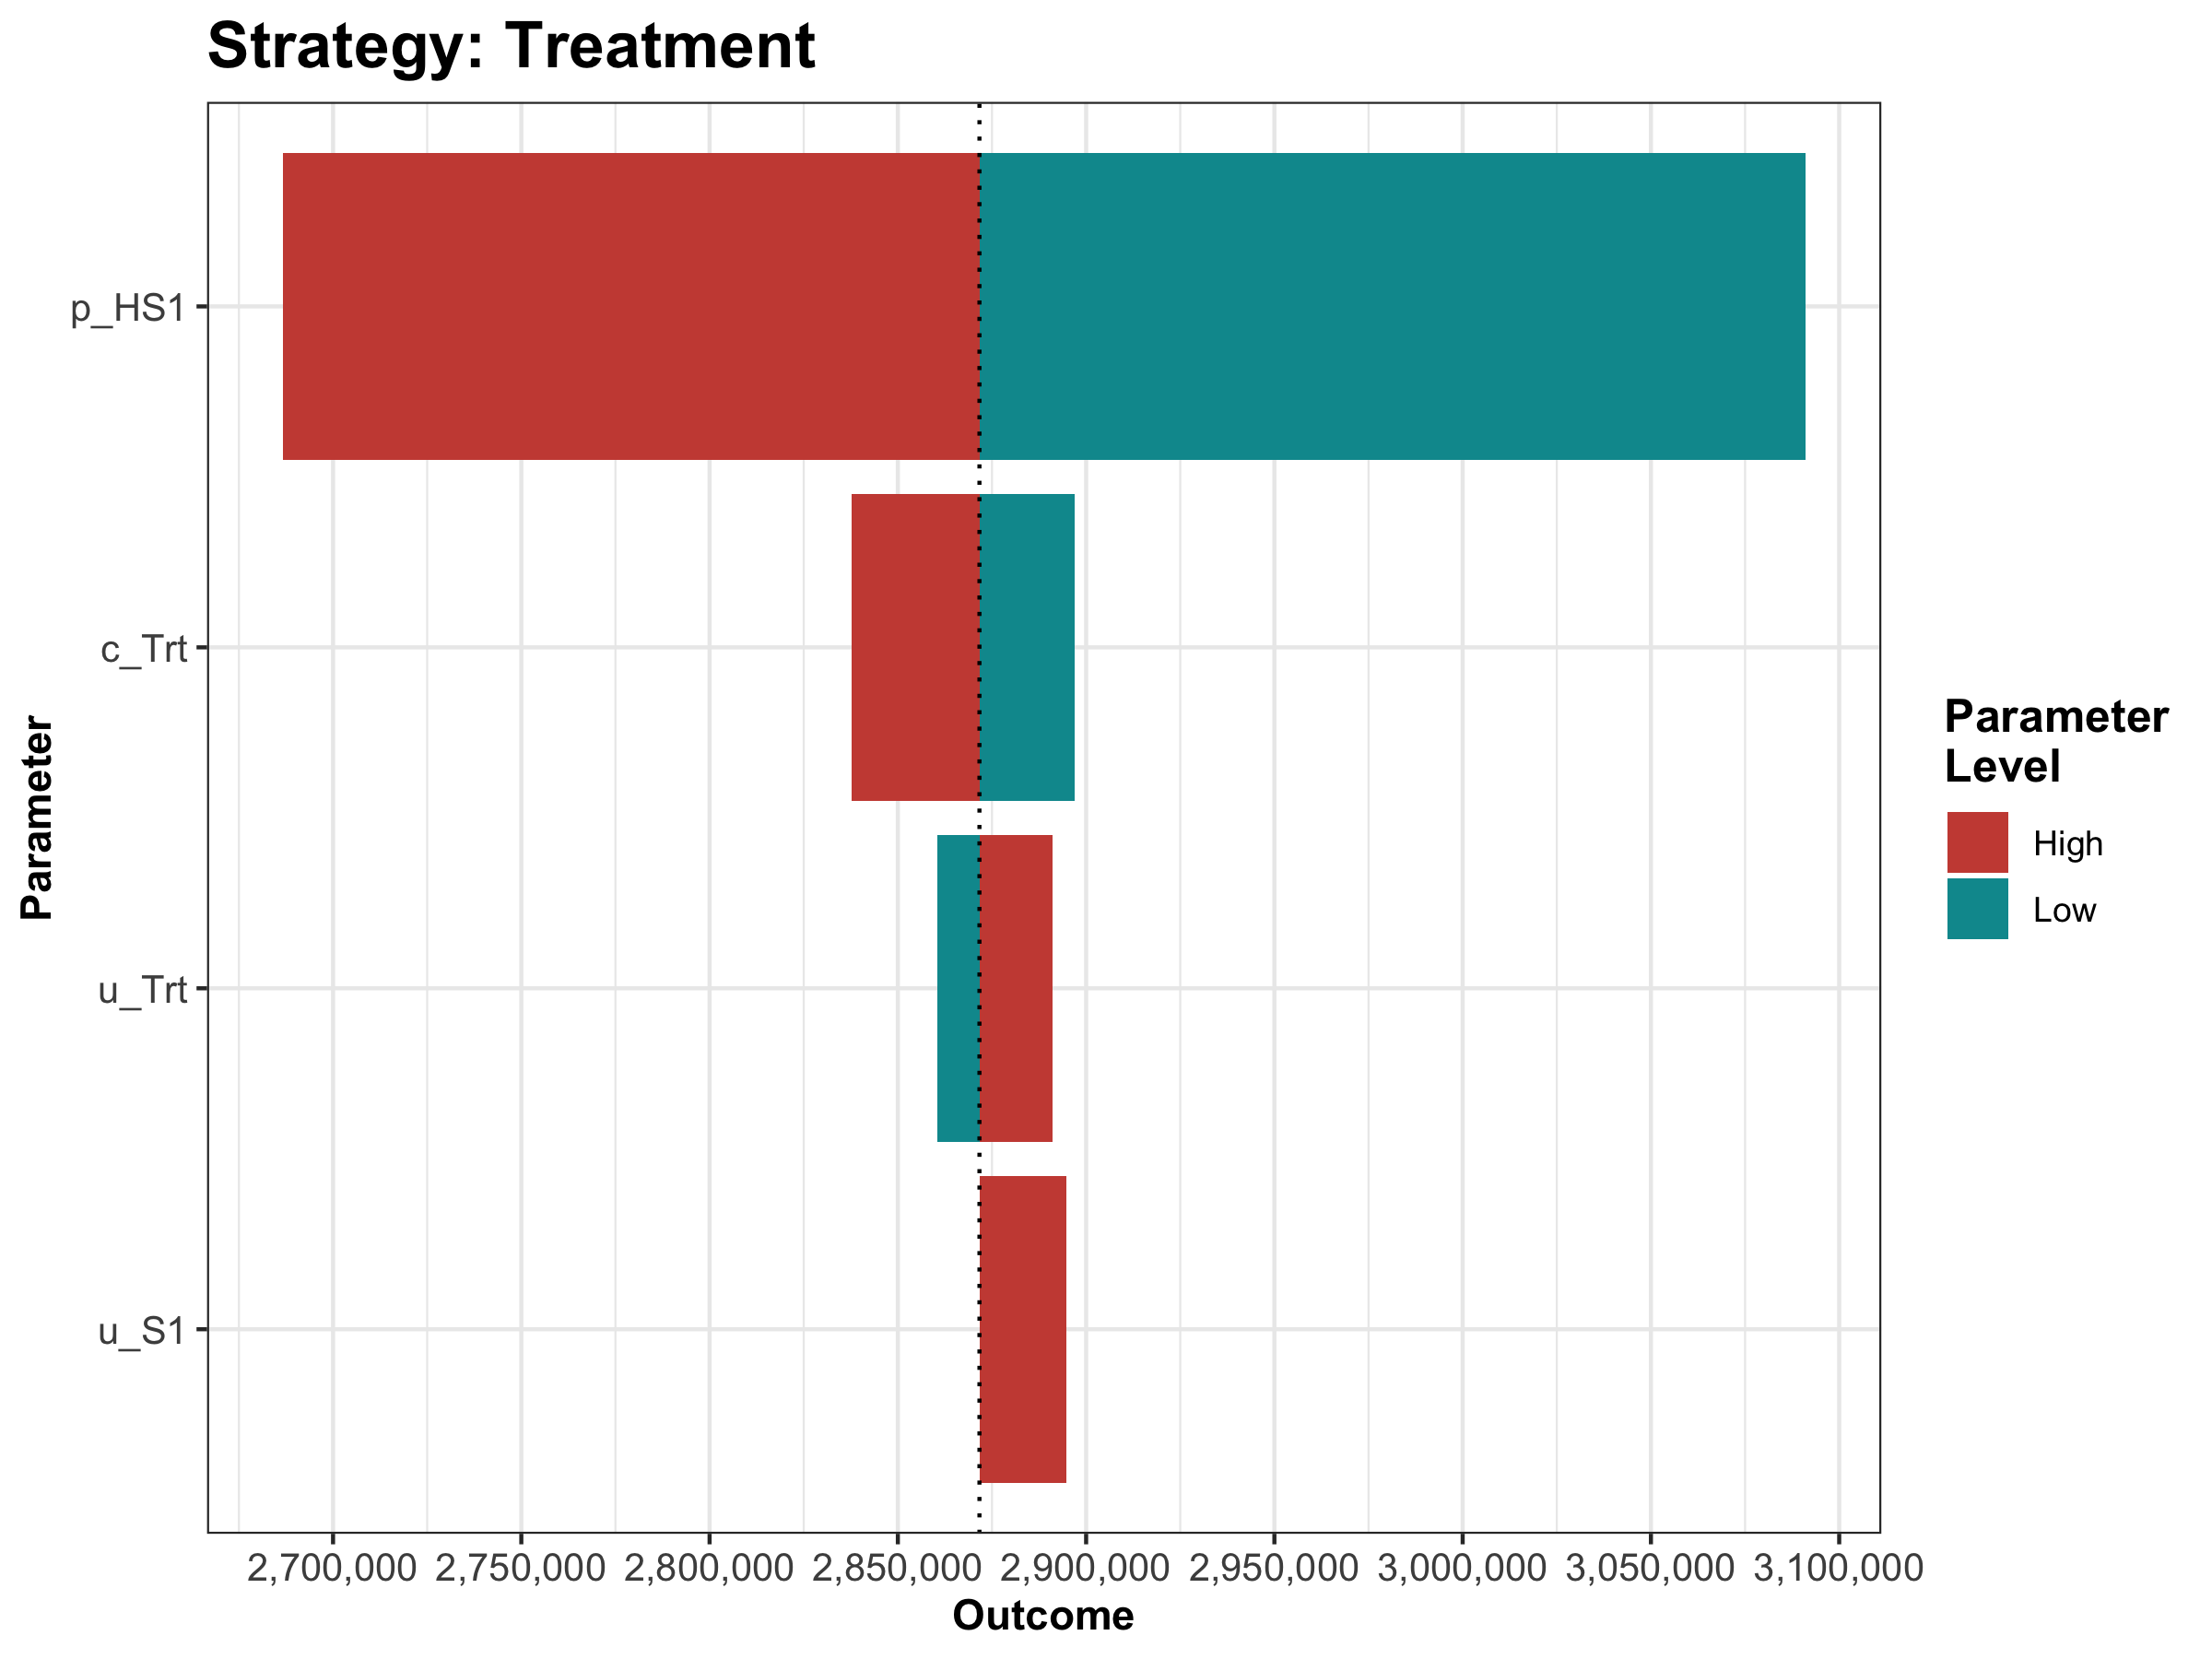 Strategy: Treatment
p_HS1
c_Trt
u_Trt
u_S1
Parameter
2,700,000 2,750,000 2,800,000 2,850,000 2,900,000 2,950,000 3,000,000 3,050,000 3,100,000
Outcome
Parameter
Level
High
Low